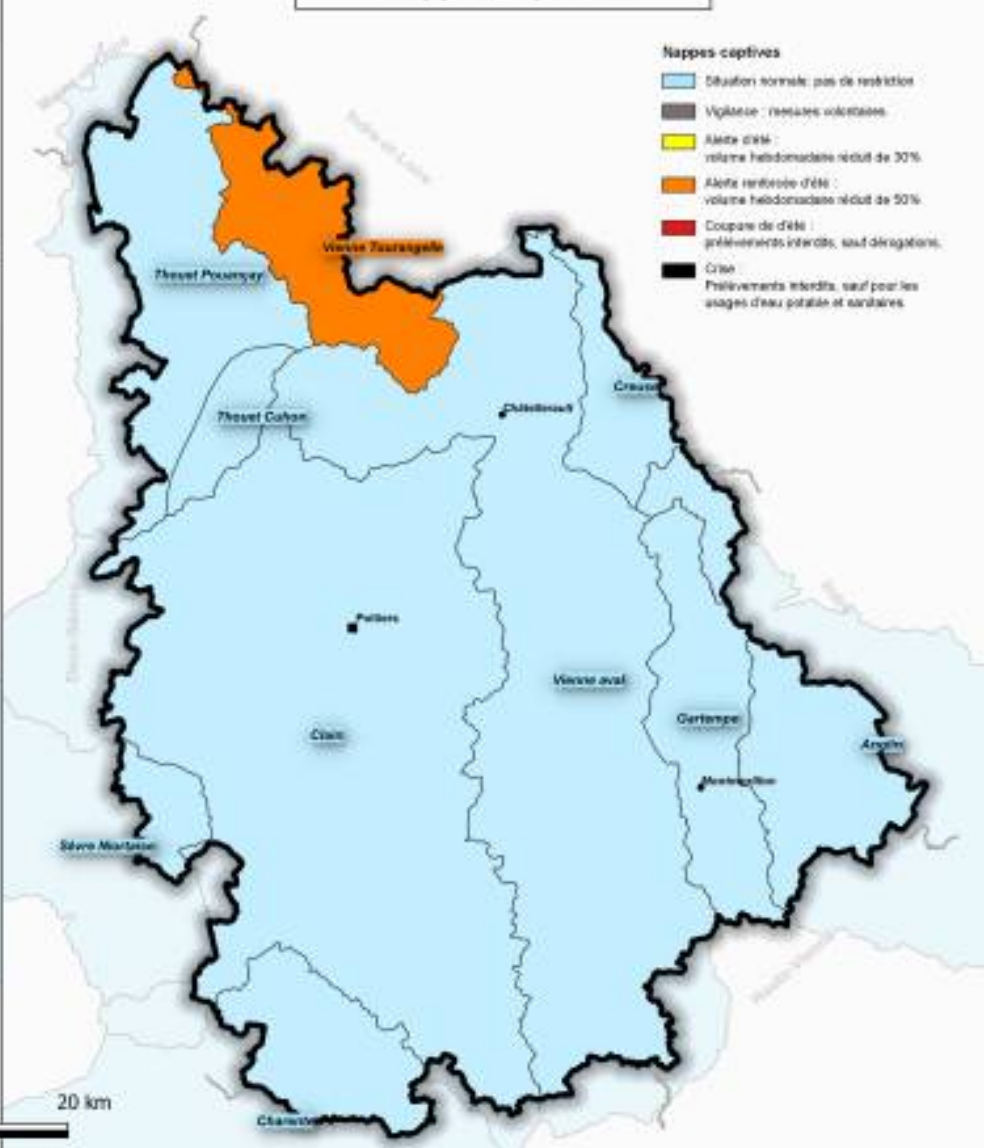 Nappes captives
Situation normale: pas de restriction
Vigilance : mesures volontaires
Alerte d'été :
volume hebdomadaire réduit de 30%
Alerte renforcée d'été :
volume hebdomadaire réduit de 50%
Coupure de d'été :
prélèvements interdits, sauf dérogations.
Crise :
Prélèvements interdits, sauf pour les
usages d'eau potable et sanitaires
Vienne Tourangelle
Thouet Pouançay
Creuse
Châtellerault
Thouet Cuhon
Poitiers
Vienne aval
Gartempe
Clain
Anglin
Montmorillon
Sèvre Niortaise
20 km
Charente